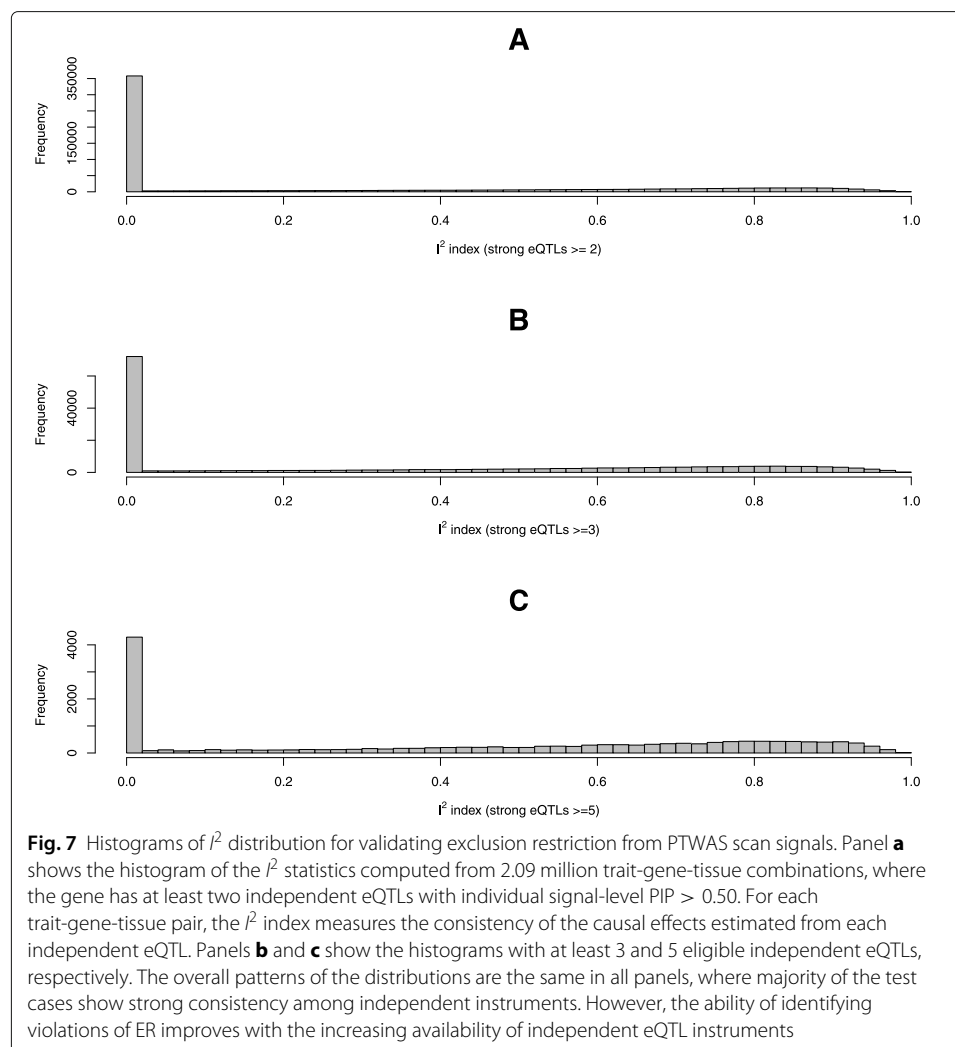 A
350000
150000
0
Frequency
0.0 0.2 0.4 0.6 0.8 1.0
I² index (strong eQTLs >= 2)
B
40000
0
Frequency
0.0 0.2 0.4 0.6 0.8 1.0
I² index (strong eQTLs >=3)
C
4000
2000
0
Frequency
0.0 0.2 0.4 0.6 0.8 1.0
I² index (strong eQTLs >=5)
Fig. 7 Histograms of I² distribution for validating exclusion restriction from PTWAS scan signals. Panel a
shows the histogram of the I² statistics computed from 2.09 million trait-gene-tissue combinations, where
the gene has at least two independent eQTLs with individual signal-level PIP > 0.50. For each
trait-gene-tissue pair, the I² index measures the consistency of the causal effects estimated from each
independent eQTL. Panels b and c show the histograms with at least 3 and 5 eligible independent eQTLs,
respectively. The overall patterns of the distributions are the same in all panels, where majority of the test
cases show strong consistency among independent instruments. However, the ability of identifying
violations of ER improves with the increasing availability of independent eQTL instruments